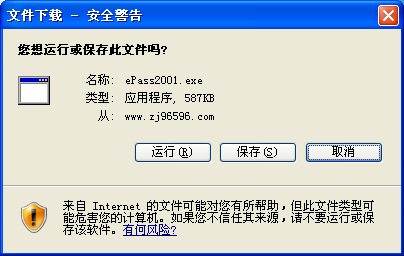 文件下载 - 安全警告
您想运行或保存此文件吗?
名称: ePass2001.exe
类型: 应用程序, 587KB
从: www.zj96596.com
运行(R) 保存(S) 取消
来自 Internet 的文件可能对您有所帮助,但此文件类型可
能危害您的计算机。如果您不信任其来源,请不要运行或保
存该软件。有何风险?